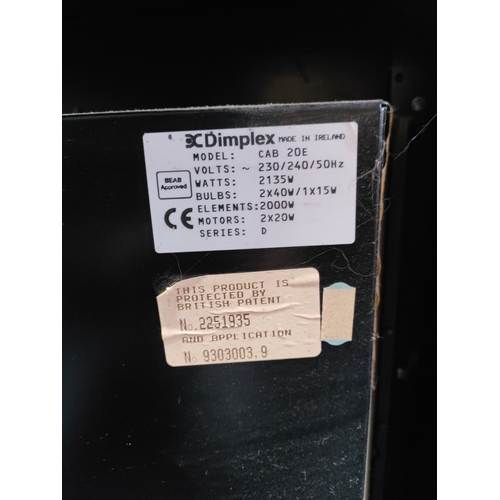 Dimplex MADE IN IRELAND
MODEL: CAB 20E
VOLTS: ~ 230/240/50Hz
WATTS: 2135W
BULBS: 2X40W/1X15W
ELEMENTS:2000W
MOTORS: 2X20W
SERIES: D
BEAB
Approved
CE
THIS PRODUCT IS
PROTECTED BY
BRITISH PATENT
No.2251935
AND APPLICATION
No 9303003.9